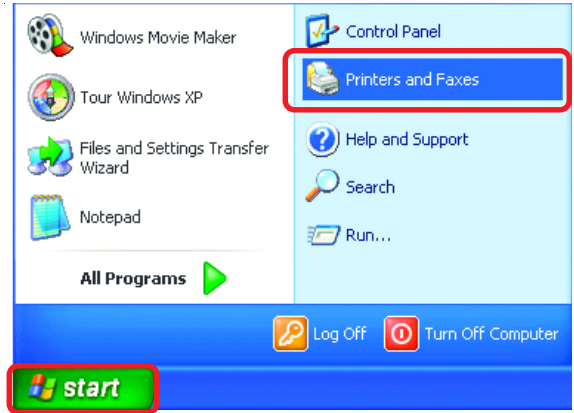 Windows Movie Maker
Tour Windows XP
Files and Settings Transfer
Wizard
Notepad
All Programs
Control Panel
Printers and Faxes
Help and Support
Search
Run...
Log Off
Turn Off Computer
start